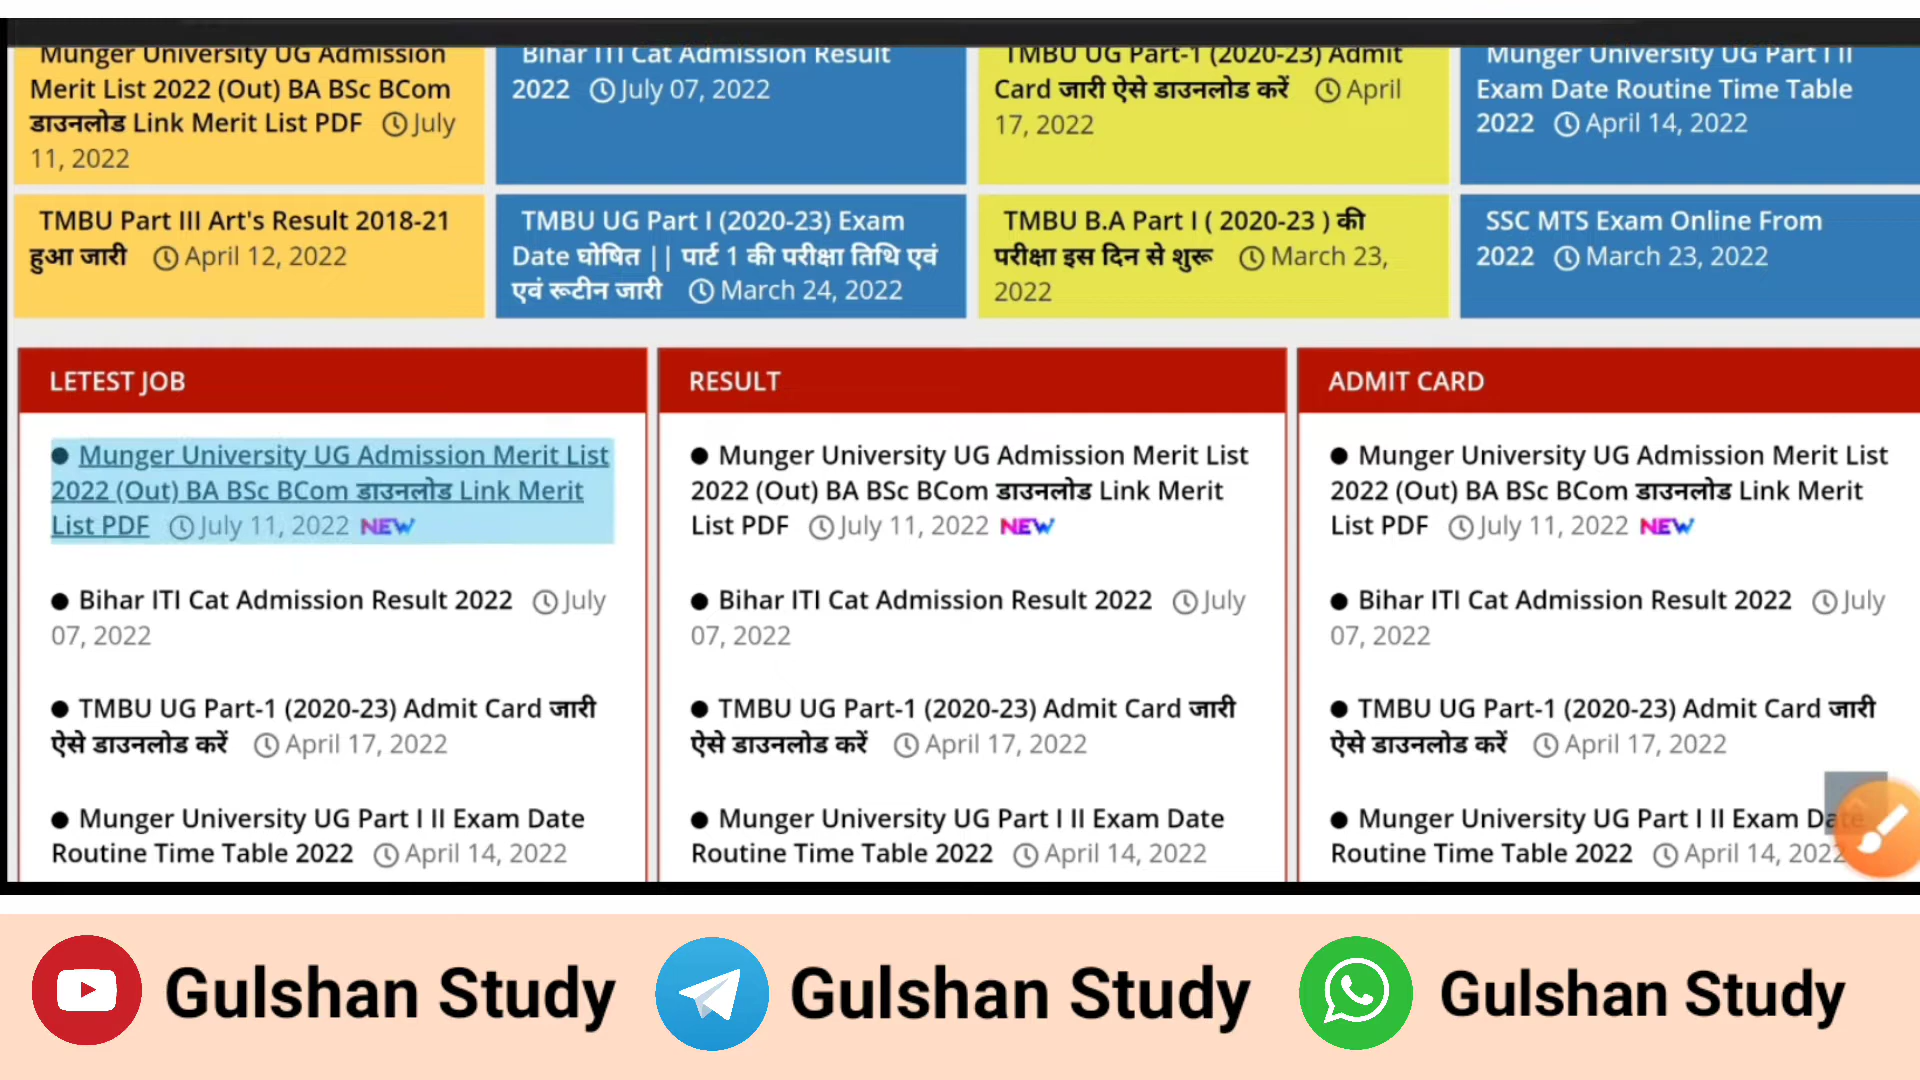 Munger University UG Admission
Merit List 2022 (Out) BA BSc BCom
डाउनलोड Link Merit List PDF July
11, 2022
Bihar ITI Cat Admission Result
2022 July 07, 2022
TMBU UG Part-1 (2020-23) Admit
Card जारी ऐसे डाउनलोड करें April
17, 2022
Munger University UG Part I II
Exam Date Routine Time Table
2022 April 14, 2022
TMBU Part III Art's Result 2018-21
हुआ जारी April 12, 2022
TMBU UG Part I (2020-23) Exam
Date घोषित || पार्ट 1 की परीक्षा तिथि एवं
एवं रूटीन जारी March 24, 2022
TMBU B.A Part I ( 2020-23 ) की
परीक्षा इस दिन से शुरू March 23,
2022
SSC MTS Exam Online From
2022 March 23, 2022
LETEST JOB
● Munger University UG Admission Merit List
2022 (Out) BA BSc BCom डाउनलोड Link Merit
List PDF July 11, 2022 NEW
● Bihar ITI Cat Admission Result 2022 July
07, 2022
● TMBU UG Part-1 (2020-23) Admit Card जारी
ऐसे डाउनलोड करें April 17, 2022
● Munger University UG Part I II Exam Date
Routine Time Table 2022 April 14, 2022
RESULT
● Munger University UG Admission Merit List
2022 (Out) BA BSc BCom डाउनलोड Link Merit
List PDF July 11, 2022 NEW
● Bihar ITI Cat Admission Result 2022 July
07, 2022
● TMBU UG Part-1 (2020-23) Admit Card जारी
ऐसे डाउनलोड करें April 17, 2022
● Munger University UG Part I II Exam Date
Routine Time Table 2022 April 14, 2022
ADMIT CARD
● Munger University UG Admission Merit List
2022 (Out) BA BSc BCom डाउनलोड Link Merit
List PDF July 11, 2022 NEW
● Bihar ITI Cat Admission Result 2022 July
07, 2022
● TMBU UG Part-1 (2020-23) Admit Card जारी
ऐसे डाउनलोड करें April 17, 2022
● Munger University UG Part I II Exam Date
Routine Time Table 2022 April 14, 2022
Gulshan Study
Gulshan Study
Gulshan Study